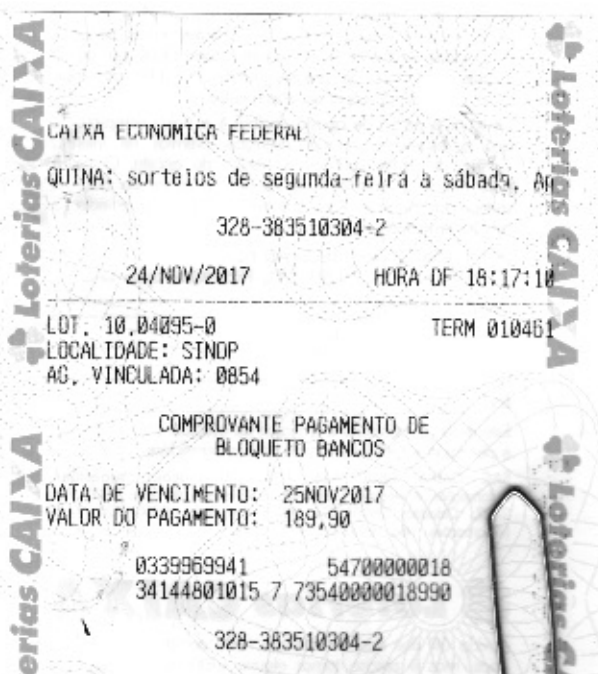 CAIXA ECONOMICA FEDERAL
QUINA: sorteios de segunda-feira a sábado. Ap
328-383510304-2
24/NOV/2017 HORA DF 18:17:10
LOT. 10.04095-0 TERM 010461
LOCALIDADE: SINOP
AG. VINCULADA: 0854
COMPROVANTE PAGAMENTO DE
BLOQUETO BANCOS
DATA DE VENCIMENTO: 25NOV2017
VALOR DO PAGAMENTO: 189,90
0339969941 54700000018
34144801015 7 73540000018990
328-383510304-2
Loterias CAIXA
erias CAIXA
Loterias CAIXA
Loterias C